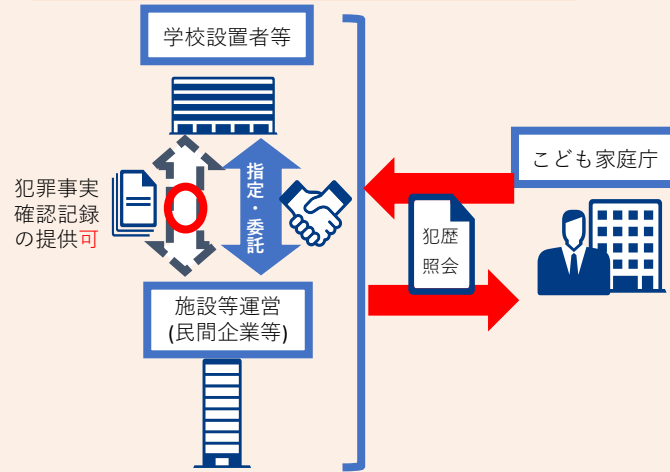 学校設置者等
犯罪事実
確認記録
の提供可
指定・委託
こども家庭庁
犯歴
照会
施設等運営
(民間企業等)